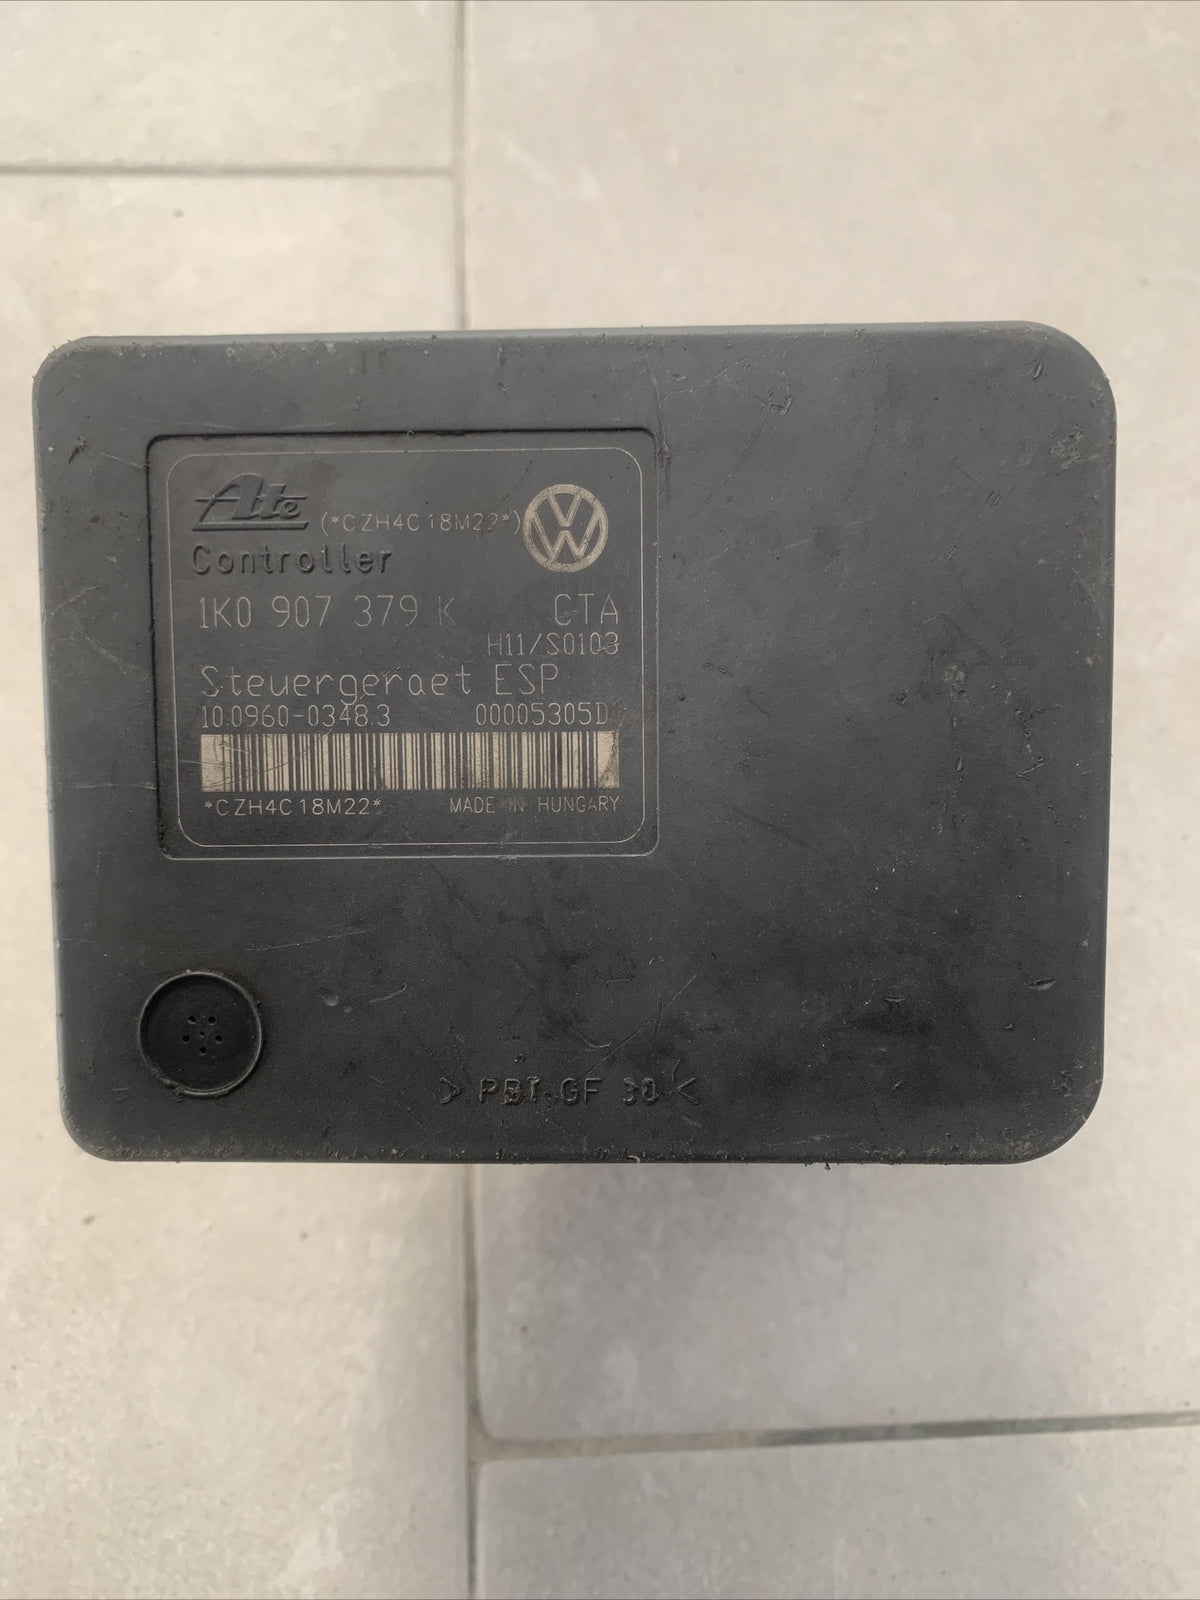 Ate (*CZH4C18M22*)
Controller
1K0 907 379 K CTA
H11/S0103
Steuergeraet ESP
10.0960-0348.3 00005305D
*CZH4C18M22* MADE IN HUNGARY
> PBT GF 30 <